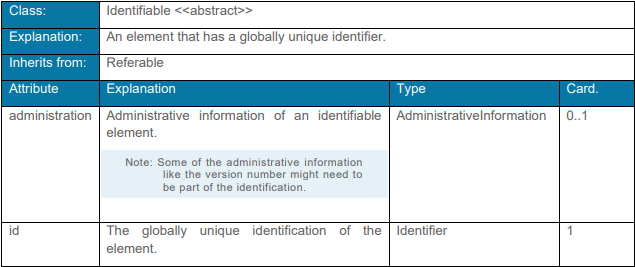 Class: Identifiable <<abstract>>
Explanation: An element that has a globally unique identifier.
Inherits from: Referable
Attribute Explanation Type Card.
administration Administrative information of an identifiable AdministrativeInformation 0..1
element.
Note: Some of the administrative information
like the version number might need to
be part of the identification.
id The globally unique identification of the Identifier 1
element.